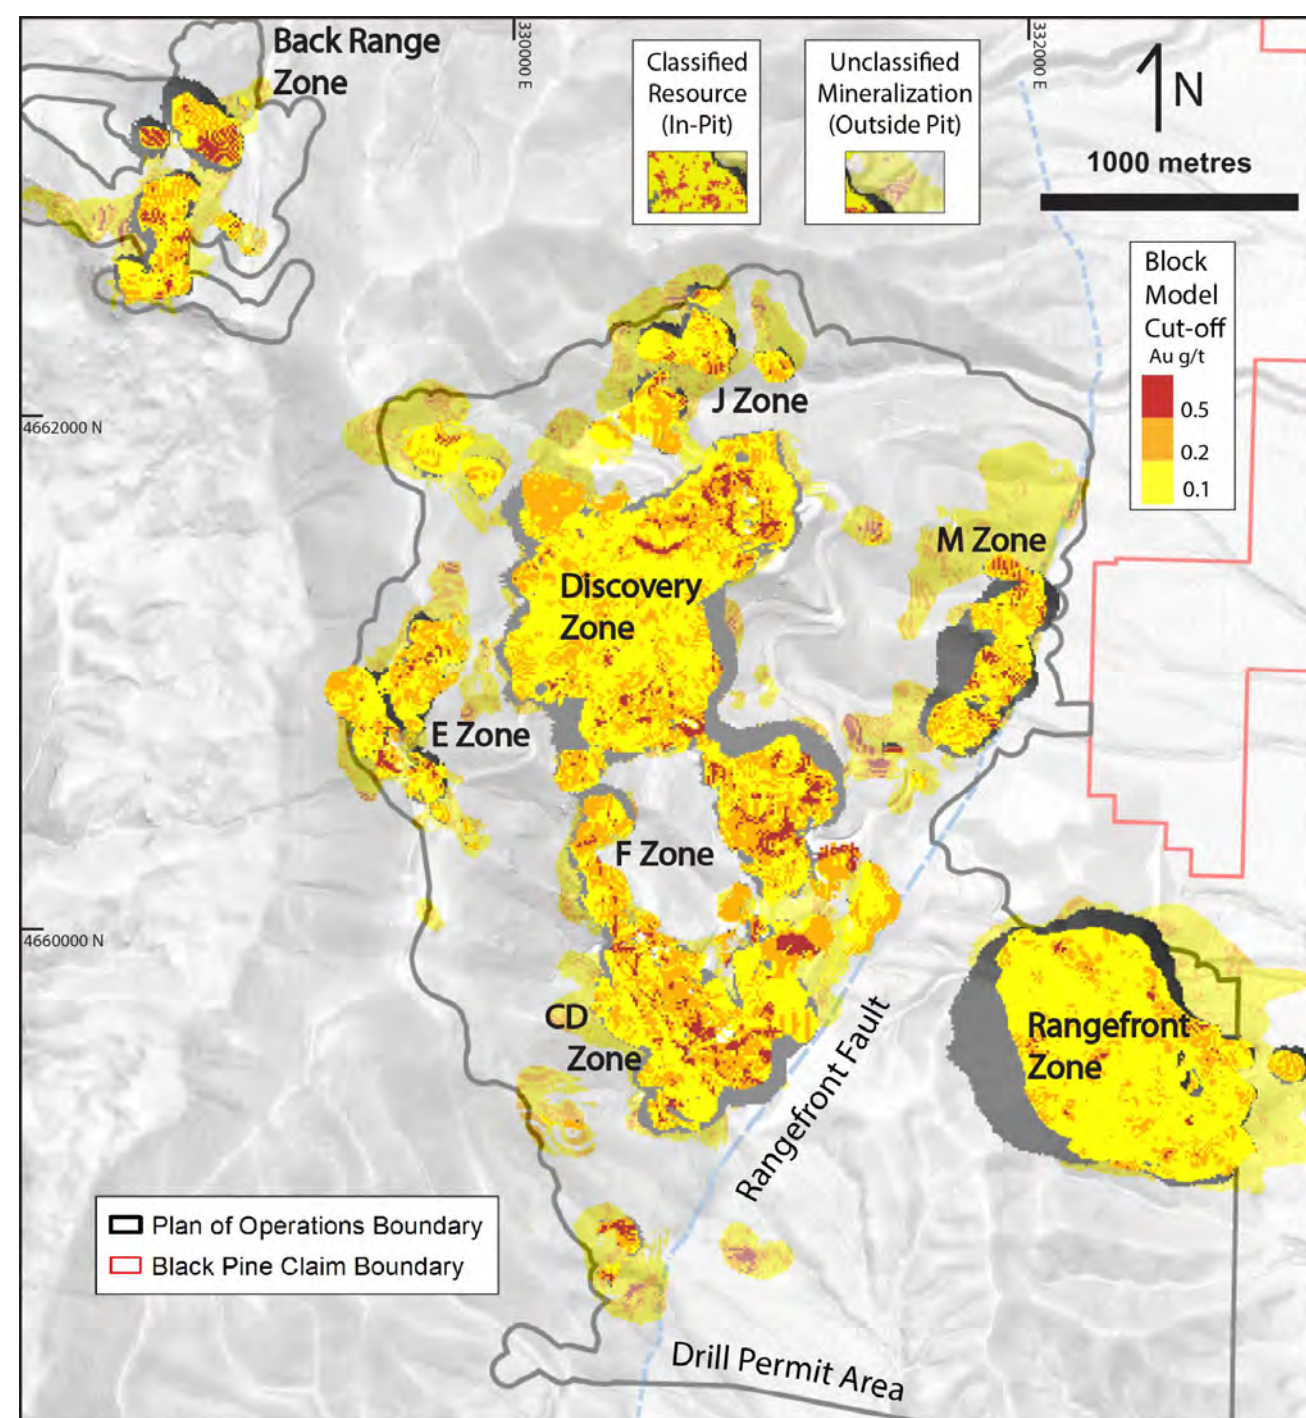 Back Range
Zone
330000 E
332000 E
Classified
Resource
(In-Pit)
Unclassified
Mineralization
(Outside Pit)
N
1000 metres
Block
Model
Cut-off
Au g/t
0.5
0.2
0.1
4662000 N
J Zone
M Zone
Discovery
Zone
E Zone
F Zone
4660000 N
CD
Zone
Rangefront
Zone
Rangefront Fault
Plan of Operations Boundary
Black Pine Claim Boundary
Drill Permit Area